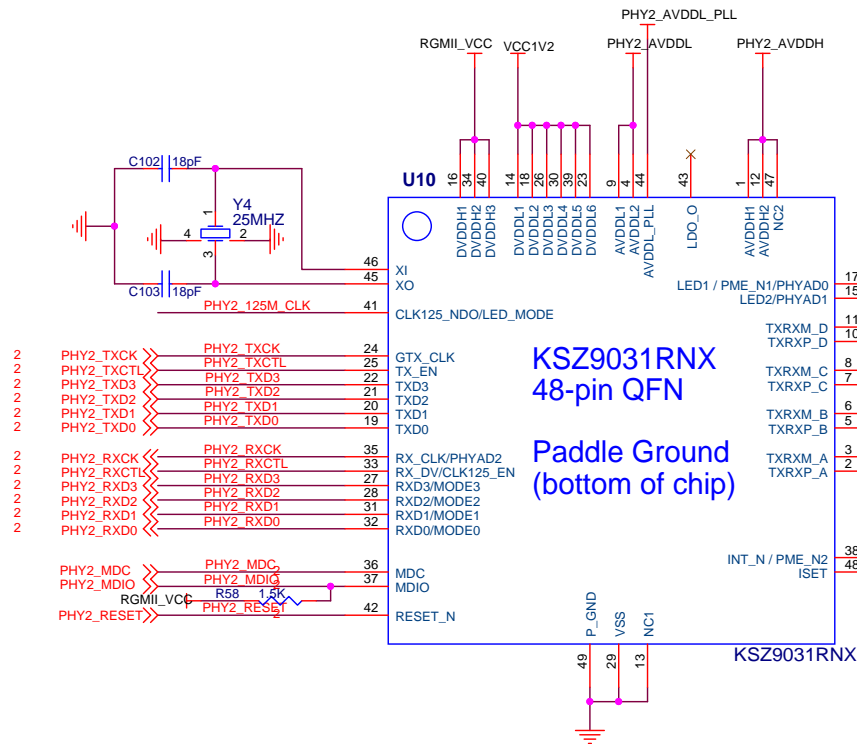 PHY2_AVDDL_PLL
RGMII_VCC VCC1V2 PHY2_AVDDL PHY2_AVDDH
C102 18pF
Y4
25MHZ
1
4 2
3
C103 18pF
U10
16 34 40 14 18 26 30 39 23 9 4 44 43 1 12 47
DVDDH1 DVDDH2 DVDDH3 DVDDL1 DVDDL2 DVDDL3 DVDDL4 DVDDL5 DVDDL6 AVDDL1 AVDDL2 AVDDL_PLL LDO_O AVDDH1 AVDDH2 NC2
46 XI
45 XO
PHY2_125M_CLK 41 CLK125_NDO/LED_MODE
2 PHY2_TXCK PHY2_TXCK 24 GTX_CLK
2 PHY2_TXCTL PHY2_TXCTL 25 TX_EN
2 PHY2_TXD3 PHY2_TXD3 22 TXD3
2 PHY2_TXD2 PHY2_TXD2 21 TXD2
2 PHY2_TXD1 PHY2_TXD1 20 TXD1
2 PHY2_TXD0 PHY2_TXD0 19 TXD0
2 PHY2_RXCK PHY2_RXCK 35 RX_CLK/PHYAD2
2 PHY2_RXCTL PHY2_RXCTL 33 RX_DV/CLK125_EN
2 PHY2_RXD3 PHY2_RXD3 27 RXD3/MODE3
2 PHY2_RXD2 PHY2_RXD2 28 RXD2/MODE2
2 PHY2_RXD1 PHY2_RXD1 31 RXD1/MODE1
2 PHY2_RXD0 PHY2_RXD0 32 RXD0/MODE0
PHY2_MDC PHY2_MDC 2 36 MDC
PHY2_MDIO PHY2_MDIO 2 37 MDIO
RGMII_VCC R58 1.5K
PHY2_RESET PHY2_RESET 2 42 RESET_N
KSZ9031RNX
48-pin QFN
Paddle Ground
(bottom of chip)
LED1 / PME_N1/PHYAD0 17
LED2/PHYAD1 15
TXRXM_D 11
TXRXP_D 10
TXRXM_C 8
TXRXP_C 7
TXRXM_B 6
TXRXP_B 5
TXRXM_A 3
TXRXP_A 2
INT_N / PME_N2 38
ISET 48
P_GND VSS NC1
49 29 13
KSZ9031RNX